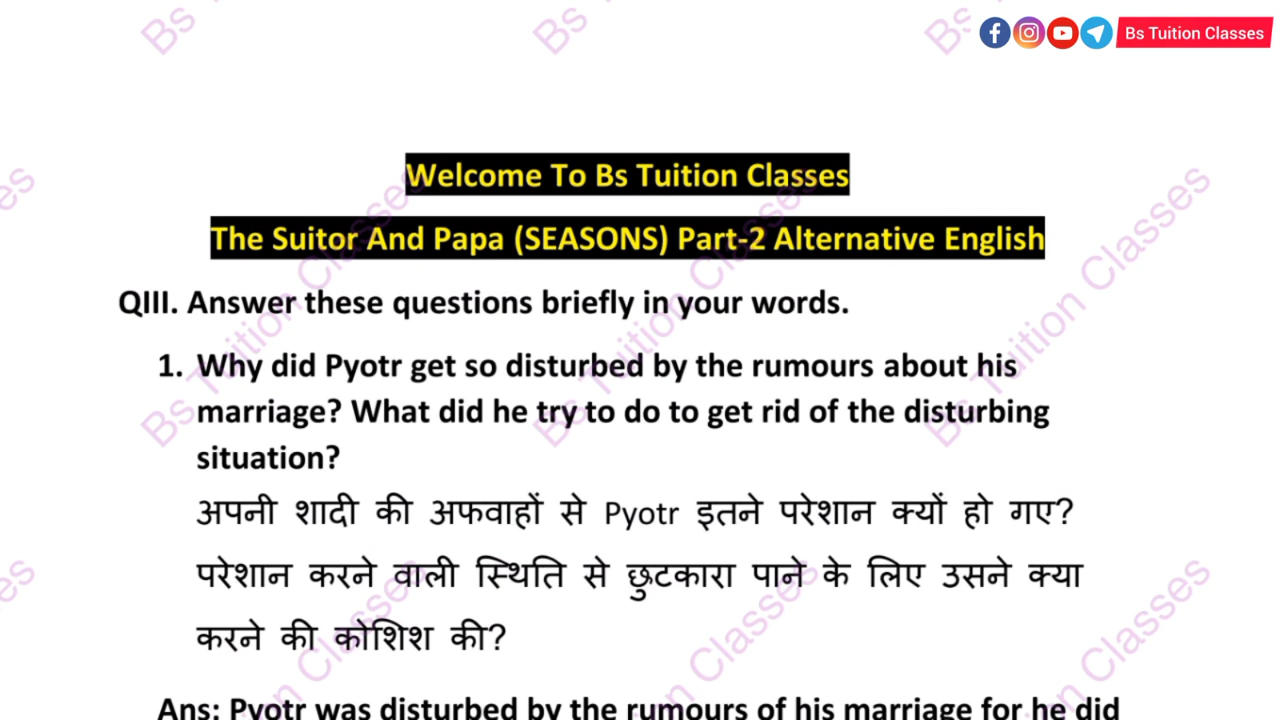 Bs Tuition Classes
Welcome To Bs Tuition Classes
The Suitor And Papa (SEASONS) Part-2 Alternative English
QIII. Answer these questions briefly in your words.
1. Why did Pyotr get so disturbed by the rumours about his
marriage? What did he try to do to get rid of the disturbing
situation?
अपनी शादी की अफवाहों से Pyotr इतने परेशान क्यों हो गए?
परेशान करने वाली स्थिति से छुटकारा पाने के लिए उसने क्या
करने की कोशिश की?
Ans: Pyotr was disturbed by the rumours of his marriage for he did